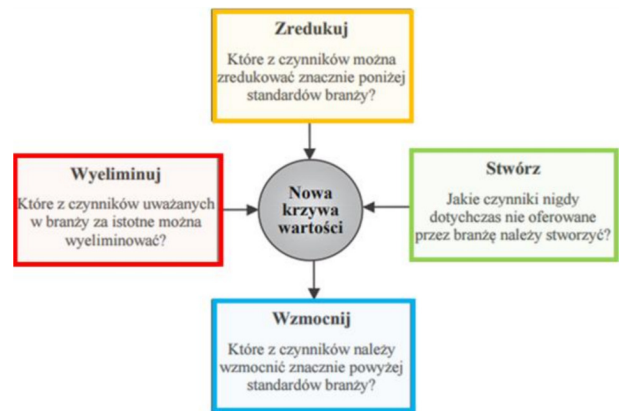 Zredukuj
Które z czynników można
zredukować znacznie poniżej
standardów branży?
Wyeliminuj
Które z czynników uważanych
w branży za istotne można
wyeliminować?
Nowa
krzywa
wartości
Stwórz
Jakie czynniki nigdy
dotychczas nie oferowane
przez branżę należy stworzyć?
Wzmocnij
Które z czynników należy
wzmocnić znacznie powyżej
standardów branży?